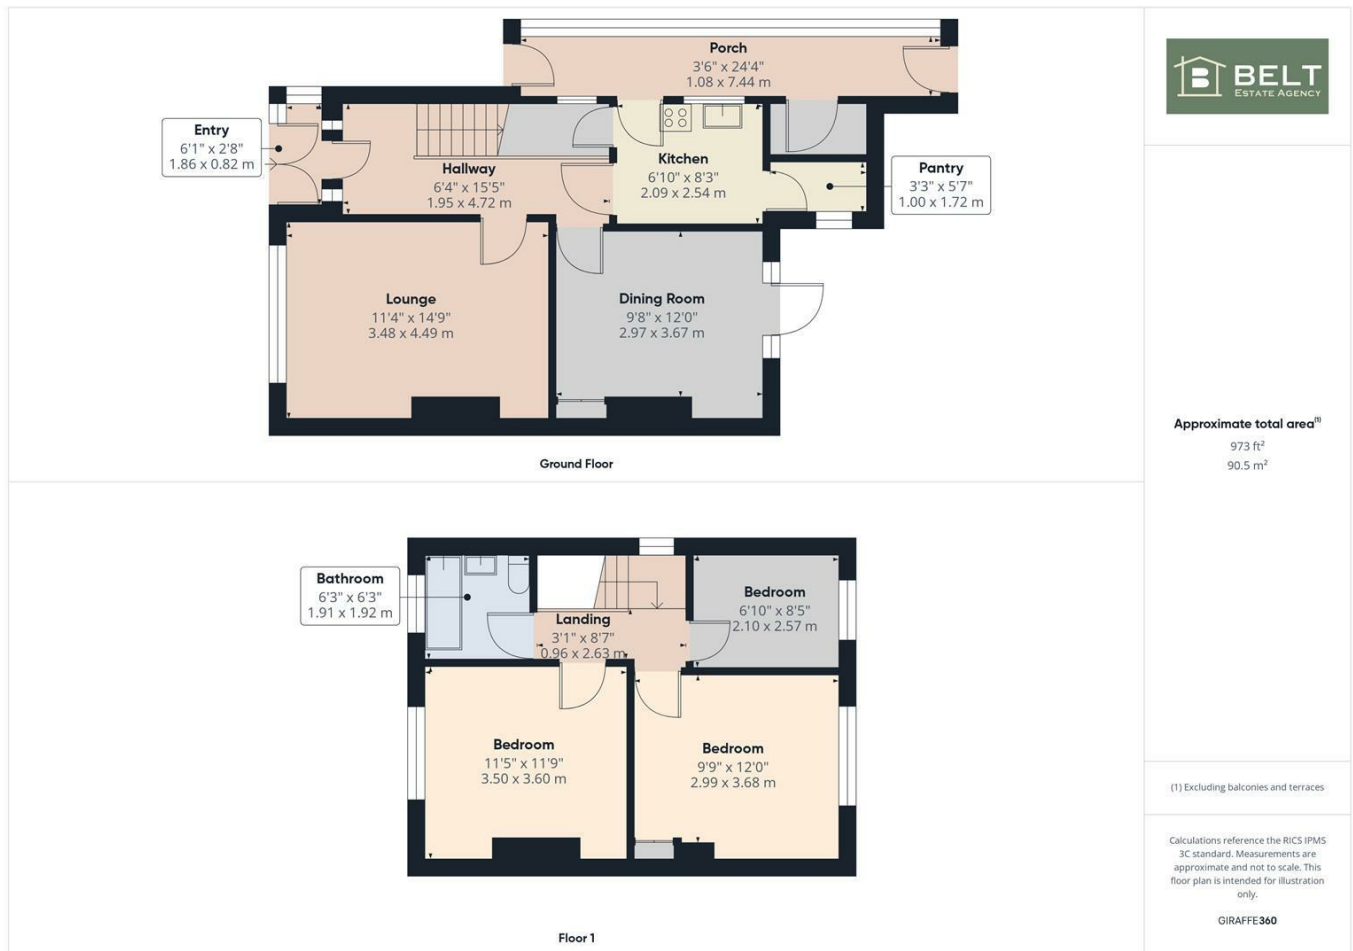 Porch
3'6" x 24'4"
1.08 x 7.44 m
BELT
ESTATE AGENCY
Entry
6'1" x 2'8"
1.86 x 0.82 m
Hallway
6'4" x 15'5"
1.95 x 4.72 m
Kitchen
6'10" x 8'3"
2.09 x 2.54 m
Pantry
3'3" x 5'7"
1.00 x 1.72 m
Lounge
11'4" x 14'9"
3.48 x 4.49 m
Dining Room
9'8" x 12'0"
2.97 x 3.67 m
Ground Floor
Approximate total area(1)
973 ft²
90.5 m²
Bathroom
6'3" x 6'3"
1.91 x 1.92 m
Landing
3'1" x 8'7"
0.96 x 2.63 m
Bedroom
6'10" x 8'5"
2.10 x 2.57 m
Bedroom
11'5" x 11'9"
3.50 x 3.60 m
Bedroom
9'9" x 12'0"
2.99 x 3.68 m
Floor 1
(1) Excluding balconies and terraces
Calculations reference the RICS IPMS
3C standard. Measurements are
approximate and not to scale. This
floor plan is intended for illustration
only.
GIRAFFE360